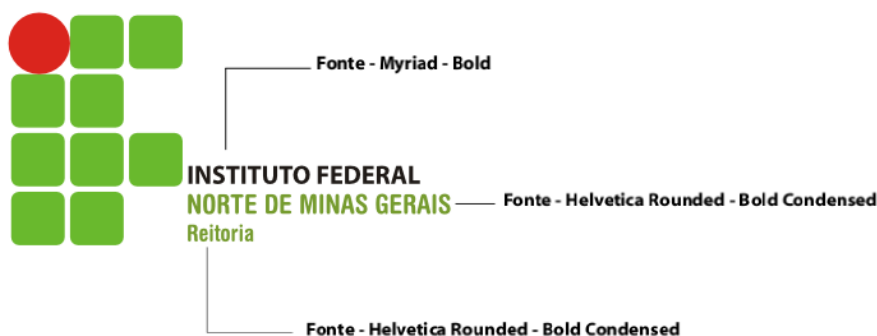 Fonte - Myriad - Bold
INSTITUTO FEDERAL
NORTE DE MINAS GERAIS
Fonte - Helvetica Rounded - Bold Condensed
Reitoria
Fonte - Helvetica Rounded - Bold Condensed